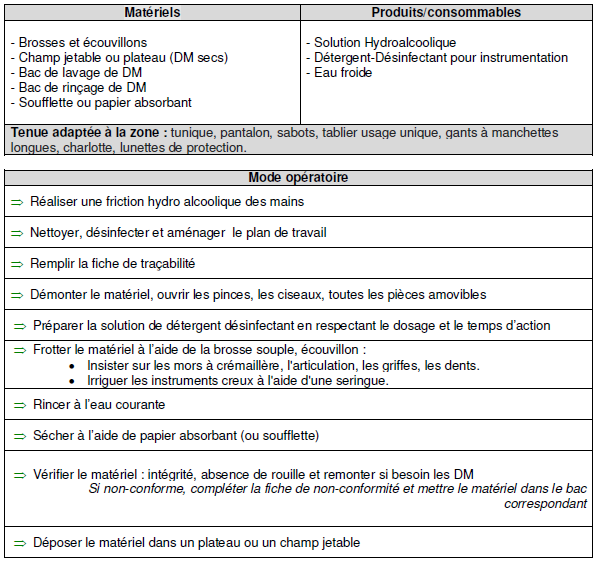 Matériels
Produits/consommables
- Brosses et écouvillons
- Champ jetable ou plateau (DM secs)
- Bac de lavage de DM
- Bac de rinçage de DM
- Soufflette ou papier absorbant
- Solution Hydroalcoolique
- Détergent-Désinfectant pour instrumentation
- Eau froide
Tenue adaptée à la zone : tunique, pantalon, sabots, tablier usage unique, gants à manchettes
longues, charlotte, lunettes de protection.
Mode opératoire
⇒ Réaliser une friction hydro alcoolique des mains
⇒ Nettoyer, désinfecter et aménager le plan de travail
⇒ Remplir la fiche de traçabilité
⇒ Démonter le matériel, ouvrir les pinces, les ciseaux, toutes les pièces amovibles
⇒ Préparer la solution de détergent désinfectant en respectant le dosage et le temps d'action
⇒ Frotter le matériel à l'aide de la brosse souple, écouvillon :
• Insister sur les mors à crémaillère, l'articulation, les griffes, les dents.
• Irriguer les instruments creux à l'aide d'une seringue.
⇒ Rincer à l'eau courante
⇒ Sécher à l'aide de papier absorbant (ou soufflette)
⇒ Vérifier le matériel : intégrité, absence de rouille et remonter si besoin les DM
Si non-conforme, compléter la fiche de non-conformité et mettre le matériel dans le bac
correspondant
⇒ Déposer le matériel dans un plateau ou un champ jetable